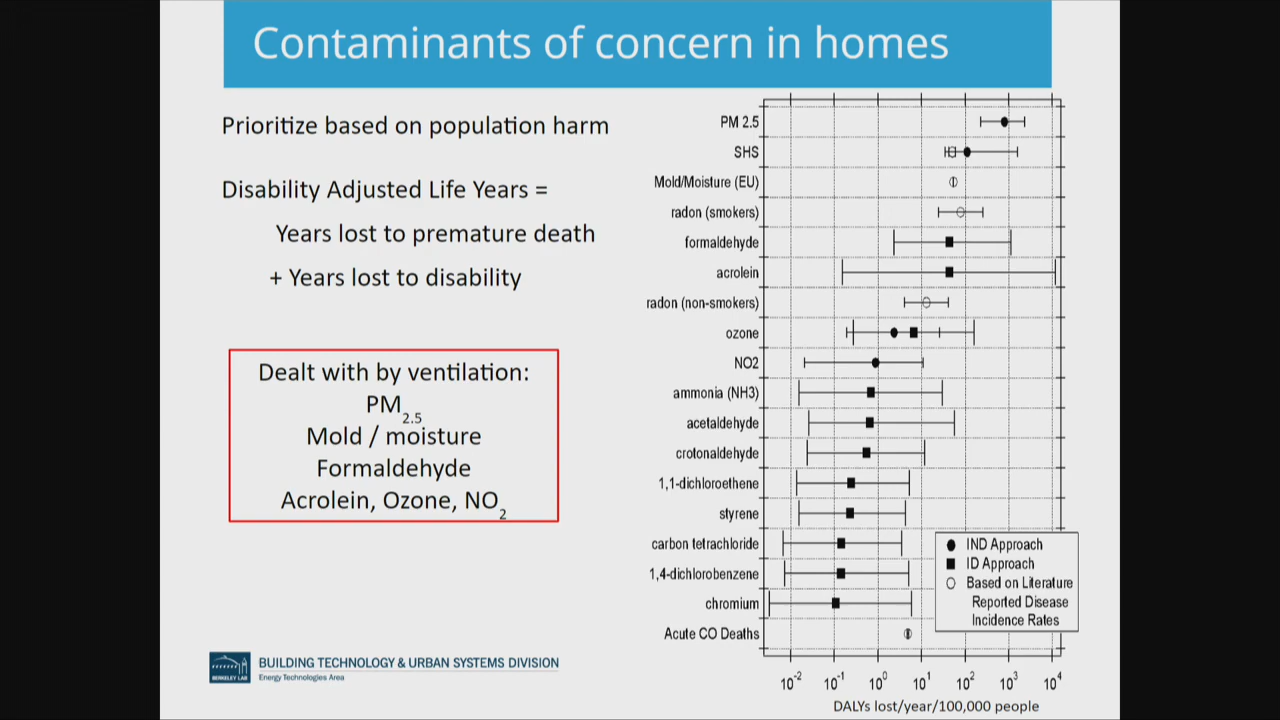 Contaminants of concern in homes
Prioritize based on population harm
Disability Adjusted Life Years =
Years lost to premature death
+ Years lost to disability
Dealt with by ventilation:
PM2.5
Mold / moisture
Formaldehyde
Acrolein, Ozone, NO2
PM 2.5
SHS
Mold/Moisture (EU)
radon (smokers)
formaldehyde
acrolein
radon (non-smokers)
ozone
NO2
ammonia (NH3)
acetaldehyde
crotonaldehyde
1,1-dichloroethene
styrene
carbon tetrachloride
1,4-dichlorobenzene
chromium
Acute CO Deaths
IND Approach
ID Approach
Based on Literature
Reported Disease
Incidence Rates
10-2 10-1 100 101 102 103 104
DALYs lost/year/100,000 people
BERKELEY LAB
BUILDING TECHNOLOGY & URBAN SYSTEMS DIVISION
Energy Technologies Area